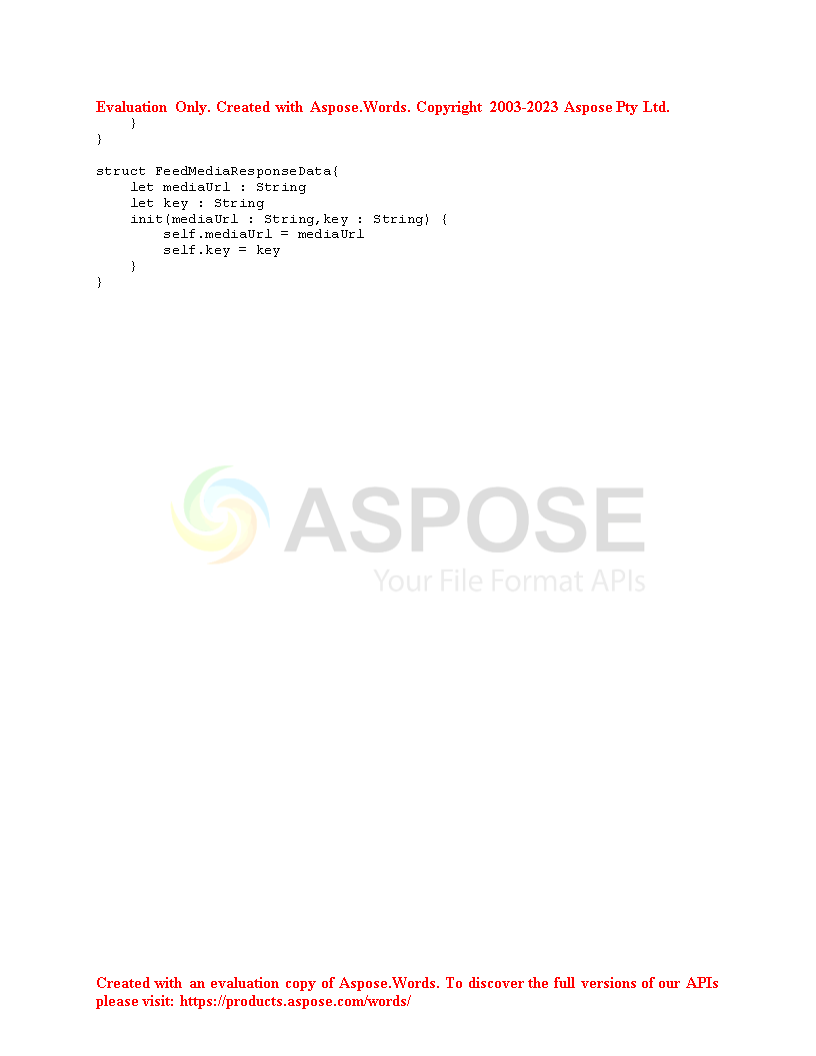 Evaluation Only. Created with Aspose.Words. Copyright 2003-2023 Aspose Pty Ltd.
    }
}

struct FeedMediaResponseData{
    let mediaUrl : String
    let key : String
    init(mediaUrl : String,key : String) {
        self.mediaUrl = mediaUrl
        self.key = key
    }
}
ASPOSE
Your File Format APIs
Created with an evaluation copy of Aspose.Words. To discover the full versions of our APIs
please visit: https://products.aspose.com/words/